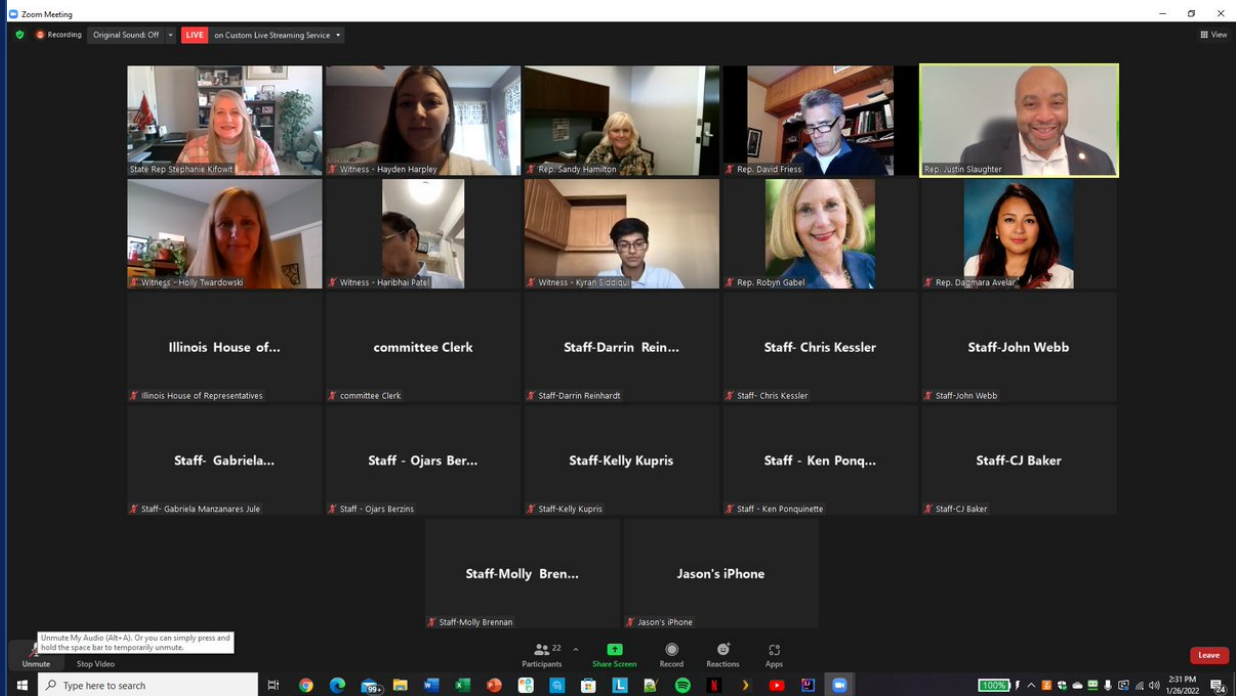 Zoom Meeting
Recording
Original Sound: Off
LIVE
on Custom Live Streaming Service
View
State Rep Stephanie Kifowit
Witness - Hayden Harpley
Rep. Sandy Hamilton
Rep. David Friess
Rep. Justin Slaughter
Witness - Holly Twardowski
Witness - Haribhai Patel
Witness - Kyran Siddiqui
Rep. Robyn Gabel
Rep. Dagmara Avelar
Illinois House of...
committee Clerk
Staff-Darrin Rein...
Staff- Chris Kessler
Staff-John Webb
Illinois House of Representatives
committee Clerk
Staff-Darrin Reinhardt
Staff- Chris Kessler
Staff-John Webb
Staff- Gabriela...
Staff - Ojars Ber...
Staff-Kelly Kupris
Staff - Ken Ponq...
Staff-CJ Baker
Staff- Gabriela Manzanares Jule
Staff - Ojars Berzins
Staff-Kelly Kupris
Staff - Ken Ponquinette
Staff-CJ Baker
Staff-Molly Bren...
Jason's iPhone
Staff-Molly Brennan
Jason's iPhone
Unmute My Audio (Alt+A). Or you can simply press and
hold the space bar to temporarily unmute.
Unmute
Stop Video
22
Participants
Share Screen
Record
Reactions
Apps
Leave
Type here to search
99+
100%
2:31 PM
1/26/2022
24